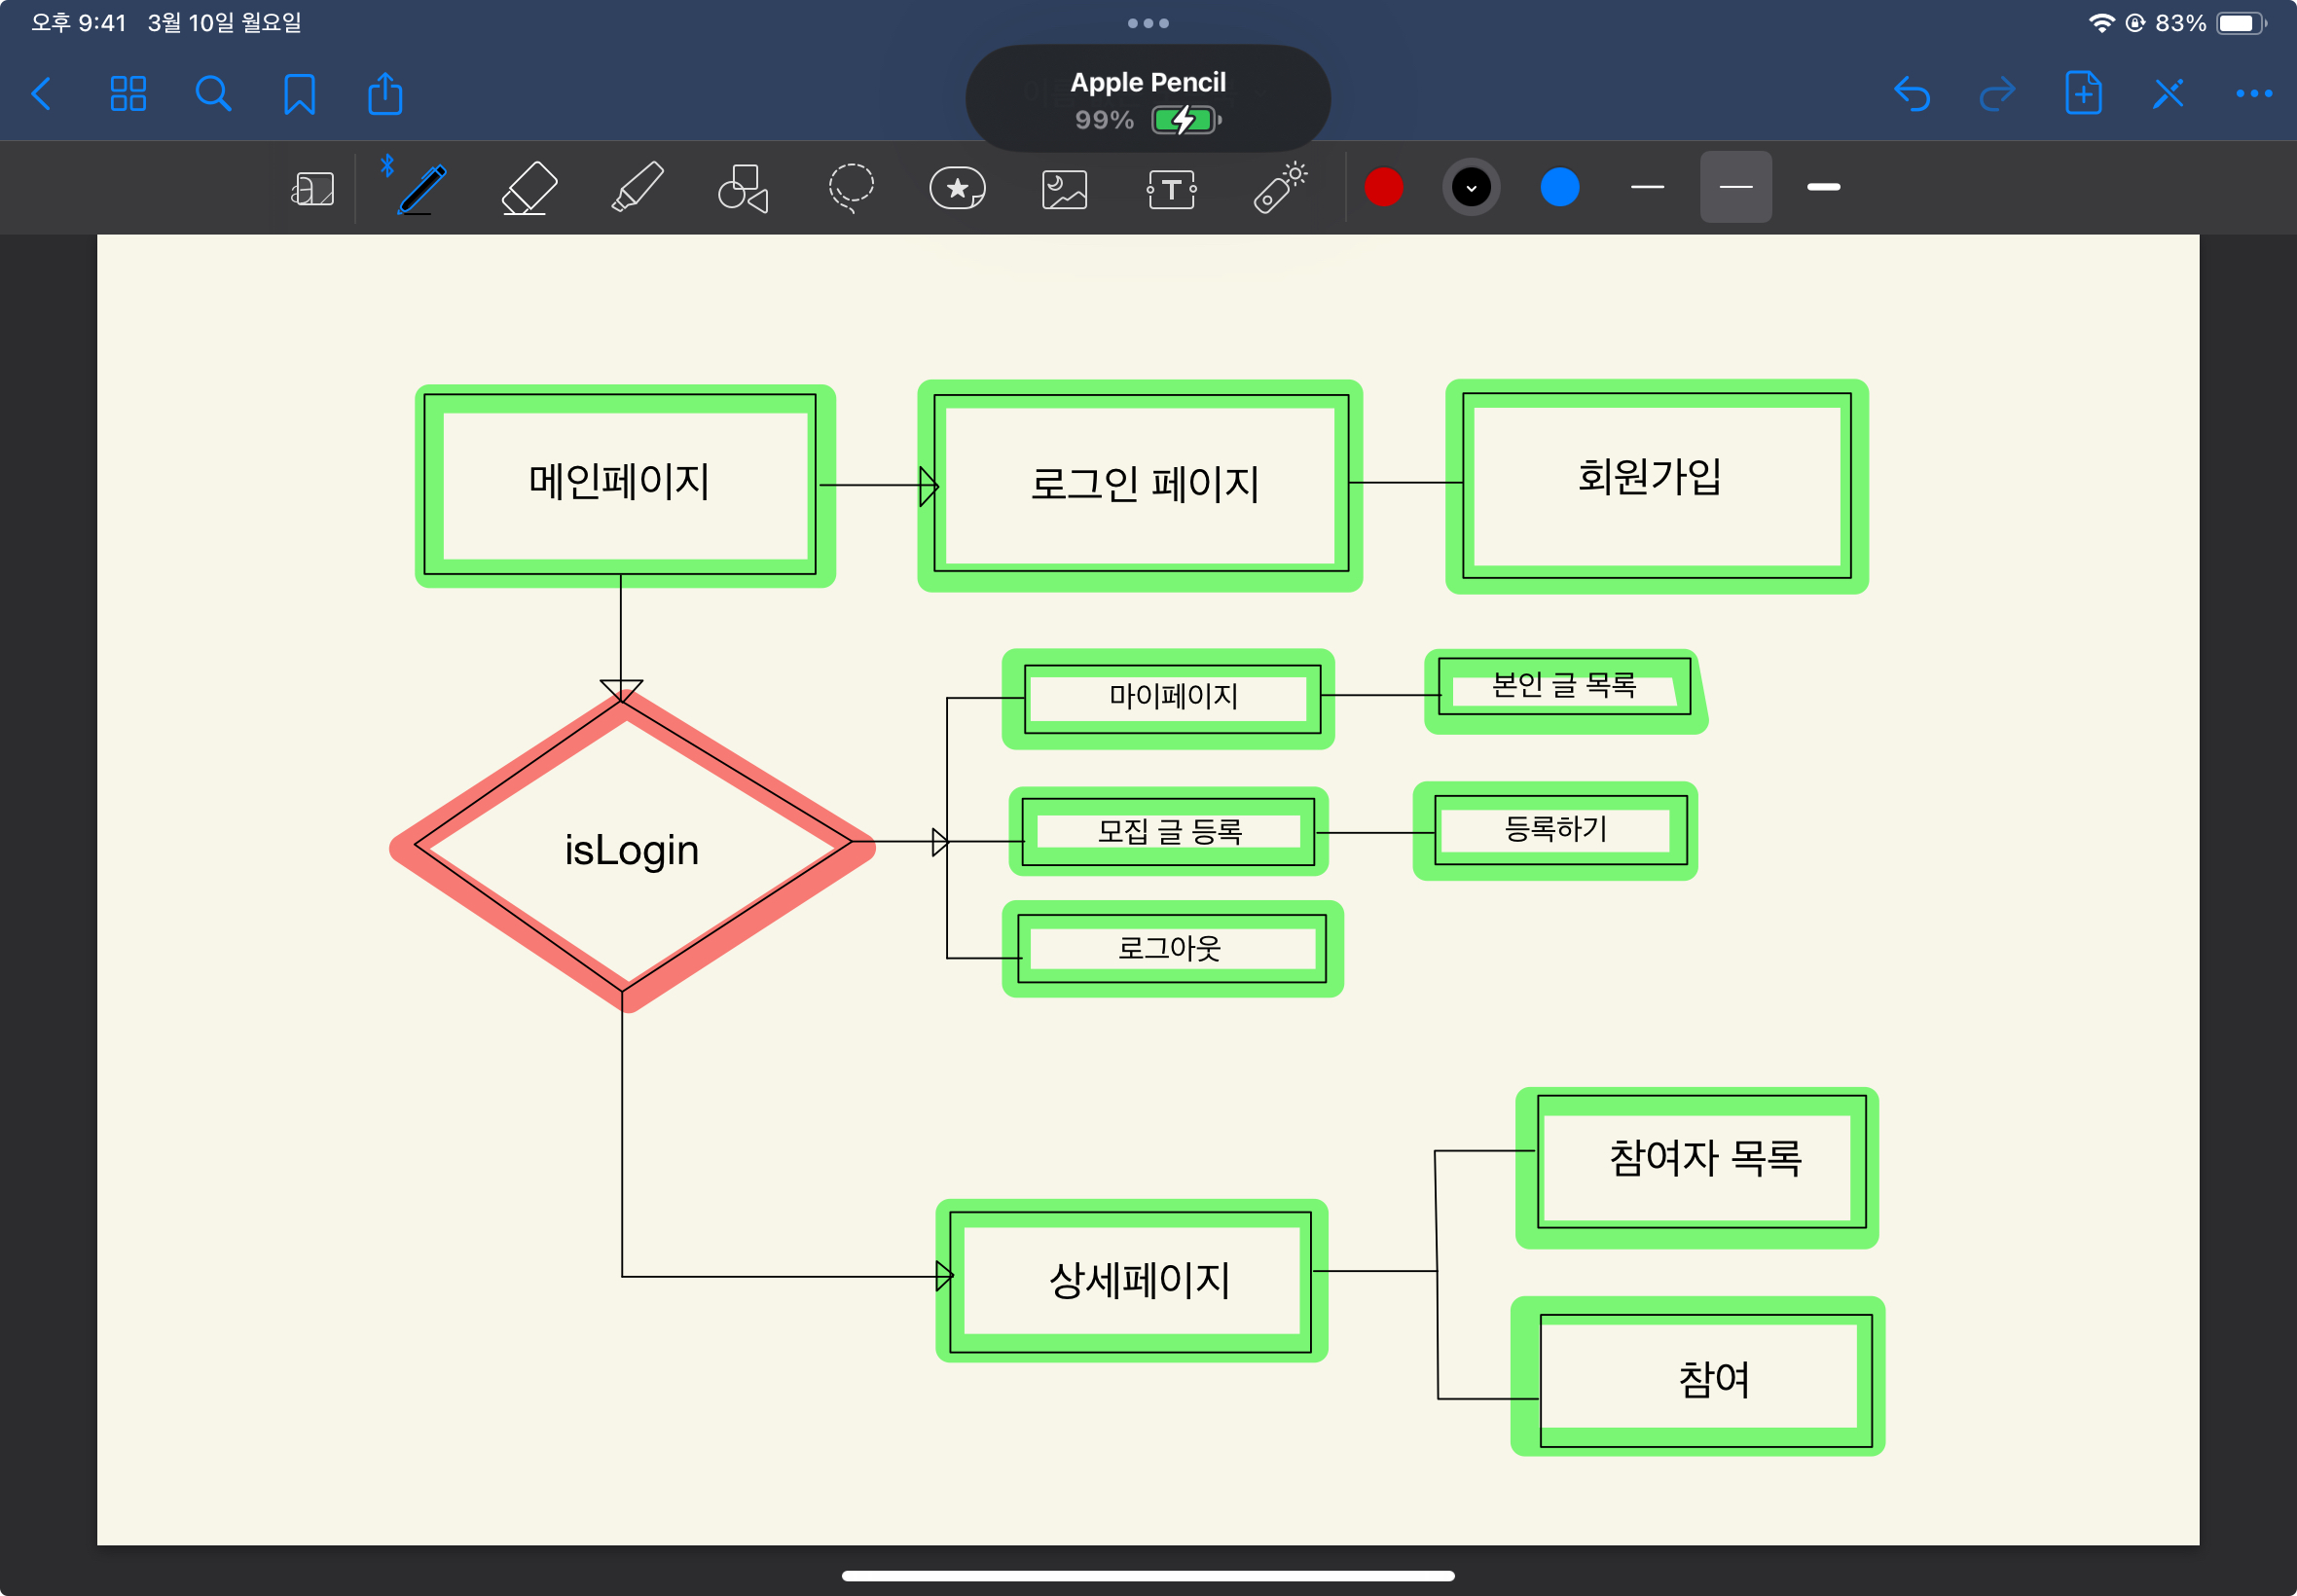 오후 9:41 3월 10일 월요일
83%
Apple Pencil
99%
메인페이지
로그인 페이지
회원가입
마이페이지
본인 글 목록
isLogin
모집 글 등록
등록하기
로그아웃
참여자 목록
상세페이지
참여